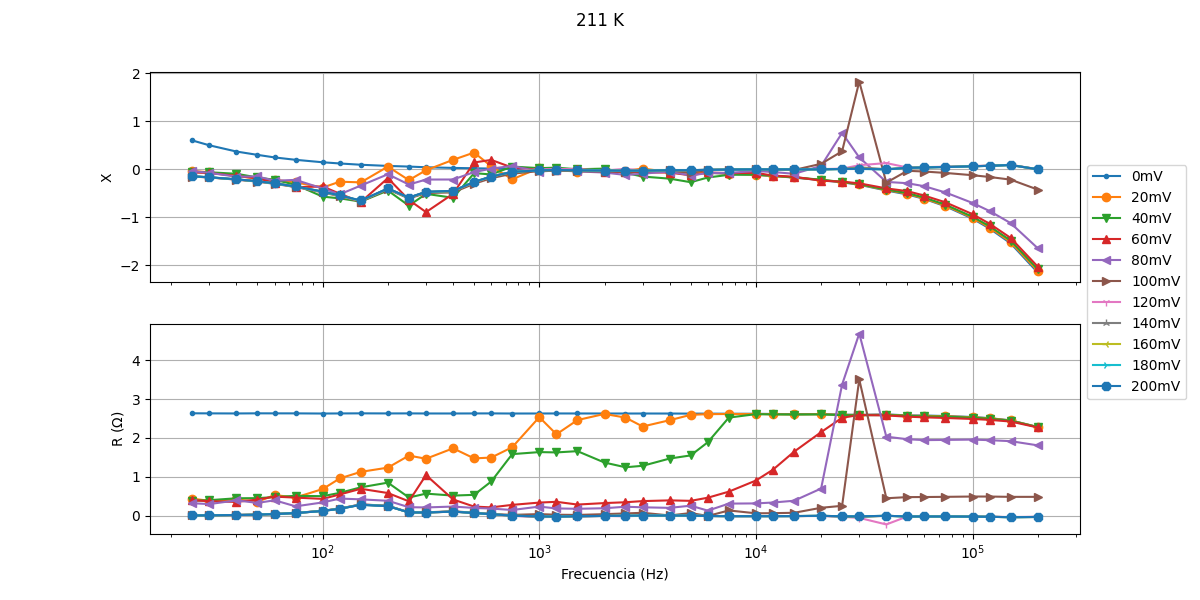 211 K
2
1
0
−1
−2
X
4
3
2
1
0
R (Ω)
10² 10³ 10⁴ 10⁵
Frecuencia (Hz)
0mV
20mV
40mV
60mV
80mV
100mV
120mV
140mV
160mV
180mV
200mV